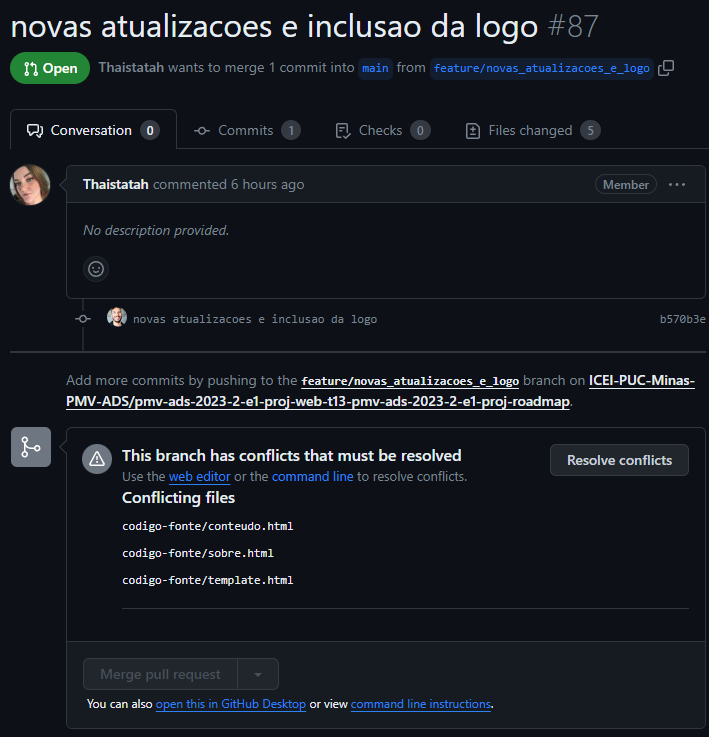 novas atualizacoes e inclusao da logo #87
Open Thaistatah wants to merge 1 commit into main from feature/novas_atualizacoes_e_logo
Conversation 0 Commits 1 Checks 0 Files changed 5
Thaistatah commented 6 hours ago Member
No description provided.
novas atualizacoes e inclusao da logo b570b3e
Add more commits by pushing to the feature/novas_atualizacoes_e_logo branch on ICEI-PUC-Minas-
PMV-ADS/pmv-ads-2023-2-e1-proj-web-t13-pmv-ads-2023-2-e1-proj-roadmap.
This branch has conflicts that must be resolved Resolve conflicts
Use the web editor or the command line to resolve conflicts.
Conflicting files
codigo-fonte/conteudo.html
codigo-fonte/sobre.html
codigo-fonte/template.html
Merge pull request
You can also open this in GitHub Desktop or view command line instructions.